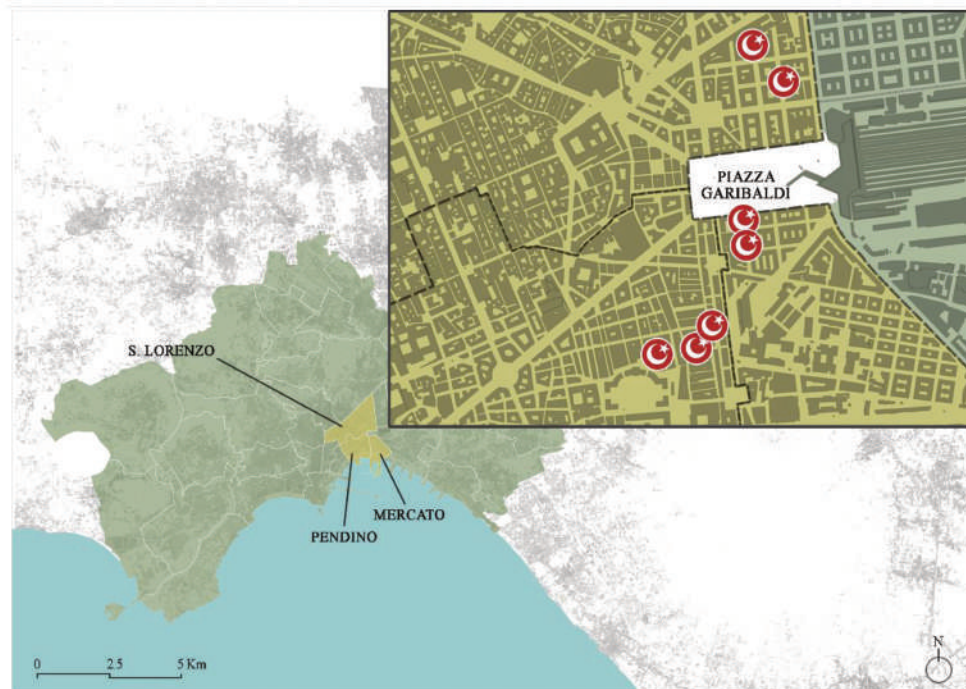 PIAZZA
GARIBALDI
S. LORENZO
MERCATO
PENDINO
0 2.5 5 Km
N